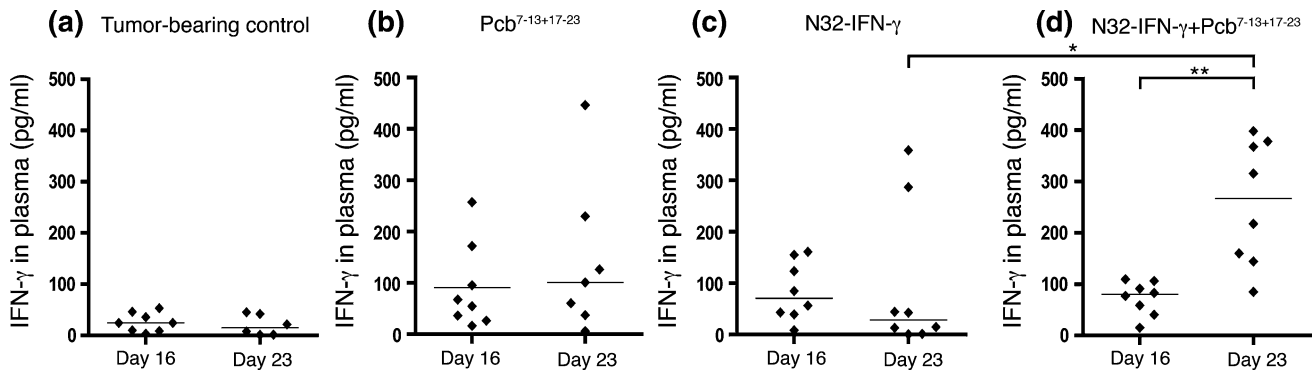 (a) Tumor-bearing control
IFN-γ in plasma (pg/ml)
500
400
300
200
100
0
Day 16 Day 23
(b) Pcb7-13+17-23
IFN-γ in plasma (pg/ml)
500
400
300
200
100
0
Day 16 Day 23
(c) N32-IFN-γ
IFN-γ in plasma (pg/ml)
500
400
300
200
100
0
Day 16 Day 23
(d) N32-IFN-γ+Pcb7-13+17-23
*
**
IFN-γ in plasma (pg/ml)
500
400
300
200
100
0
Day 16 Day 23